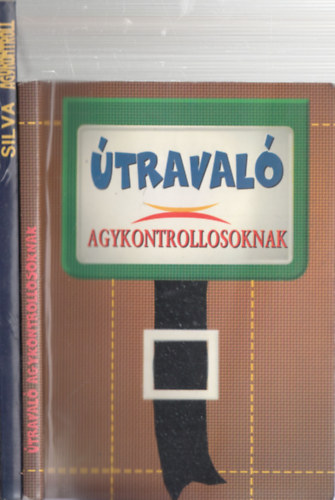 SILVA AGYKONTROLL
ÚTRAVALÓ AGYKONTROLLOSOKNAK
ÚTRAVALÓ
AGYKONTROLLOSOKNAK